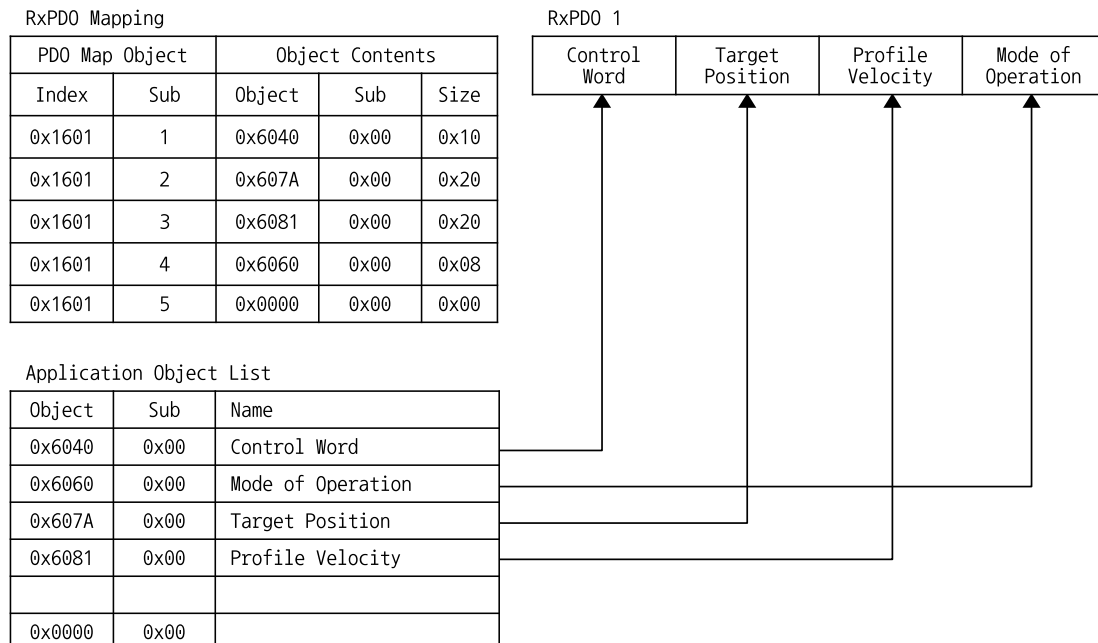 RxPDO Mapping
PDO Map Object Object Contents
Index Sub Object Sub Size
0x1601 1 0x6040 0x00 0x10
0x1601 2 0x607A 0x00 0x20
0x1601 3 0x6081 0x00 0x20
0x1601 4 0x6060 0x00 0x08
0x1601 5 0x0000 0x00 0x00
RxPDO 1
Control Word
Target Position
Profile Velocity
Mode of Operation
Application Object List
Object Sub Name
0x6040 0x00 Control Word
0x6060 0x00 Mode of Operation
0x607A 0x00 Target Position
0x6081 0x00 Profile Velocity
0x0000 0x00